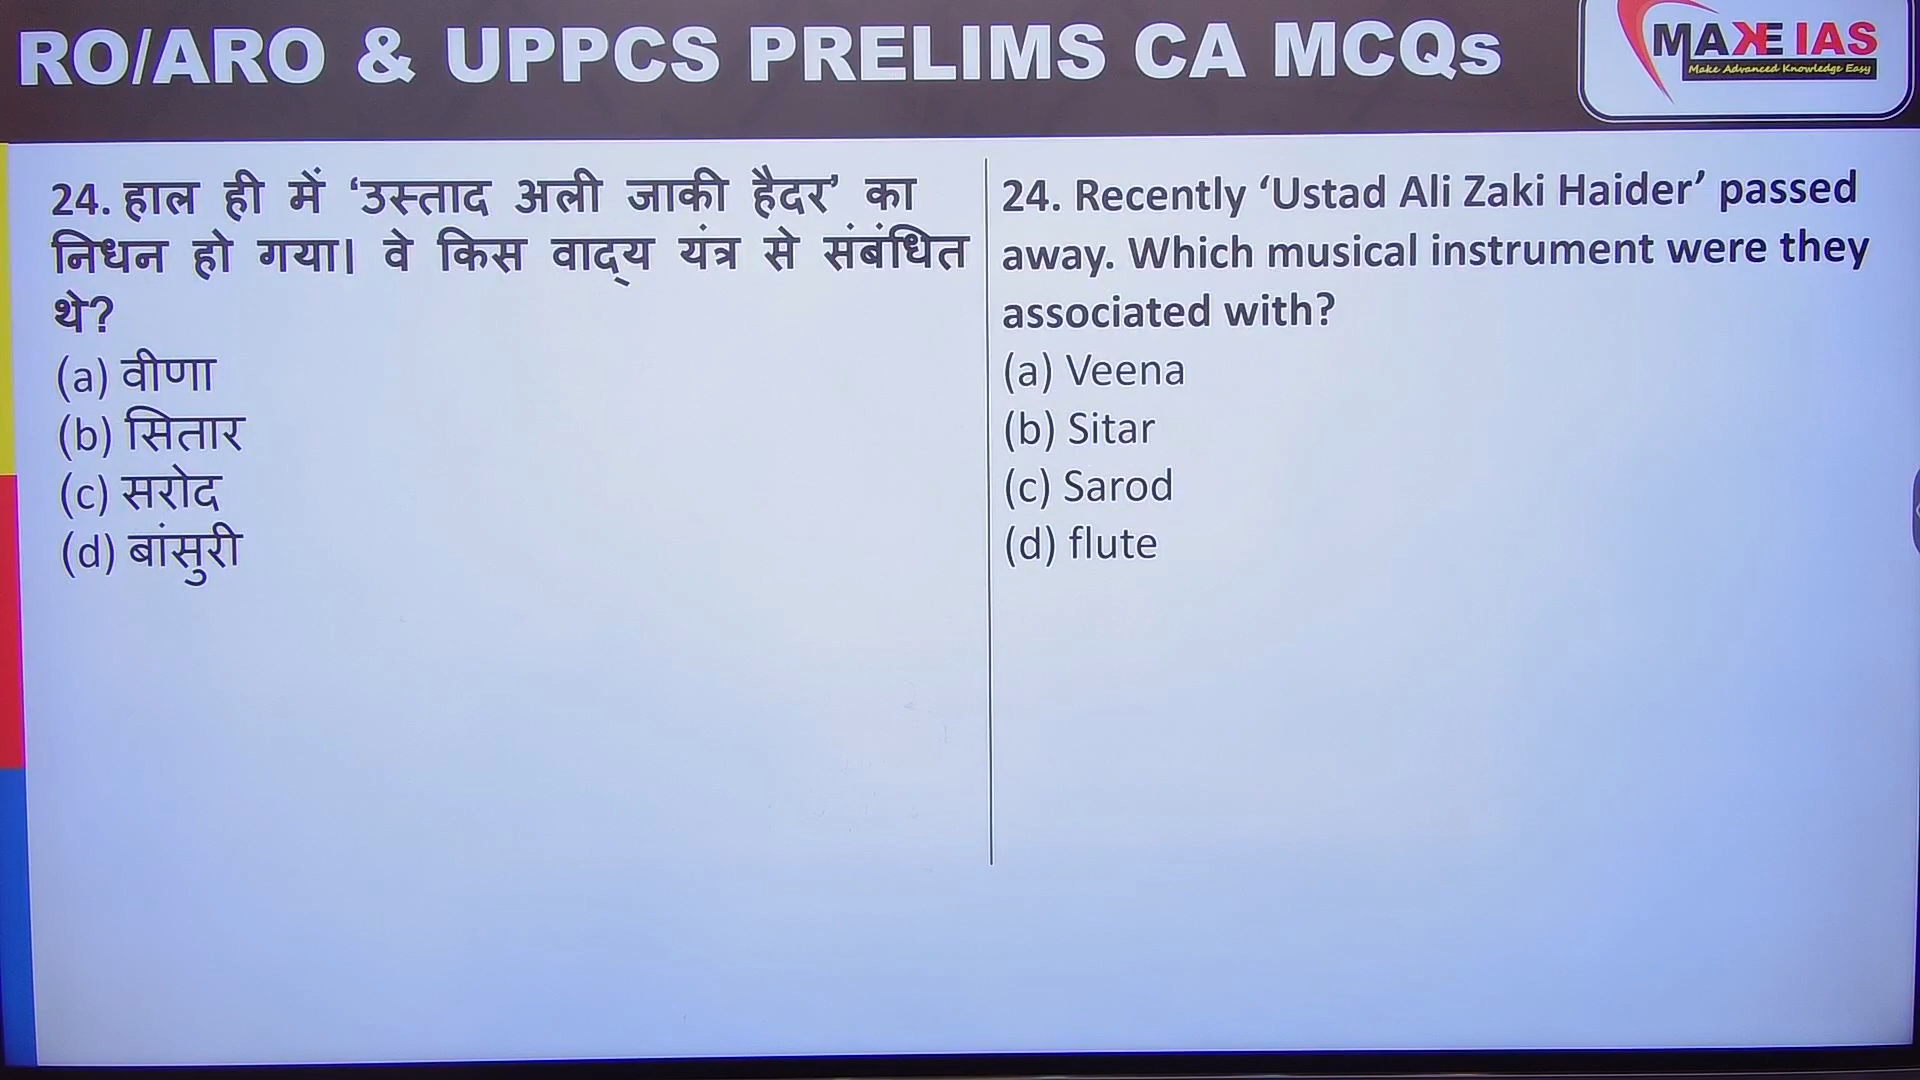 RO/ARO & UPPCS PRELIMS CA MCQs
MAKE IAS
Make Advanced Knowledge Easy
24. हाल ही में ‘उस्ताद अली जाकी हैदर’ का
निधन हो गया। वे किस वाद्य यंत्र से संबंधित
थे?
(a) वीणा
(b) सितार
(c) सरोद
(d) बांसुरी
24. Recently ‘Ustad Ali Zaki Haider’ passed
away. Which musical instrument were they
associated with?
(a) Veena
(b) Sitar
(c) Sarod
(d) flute